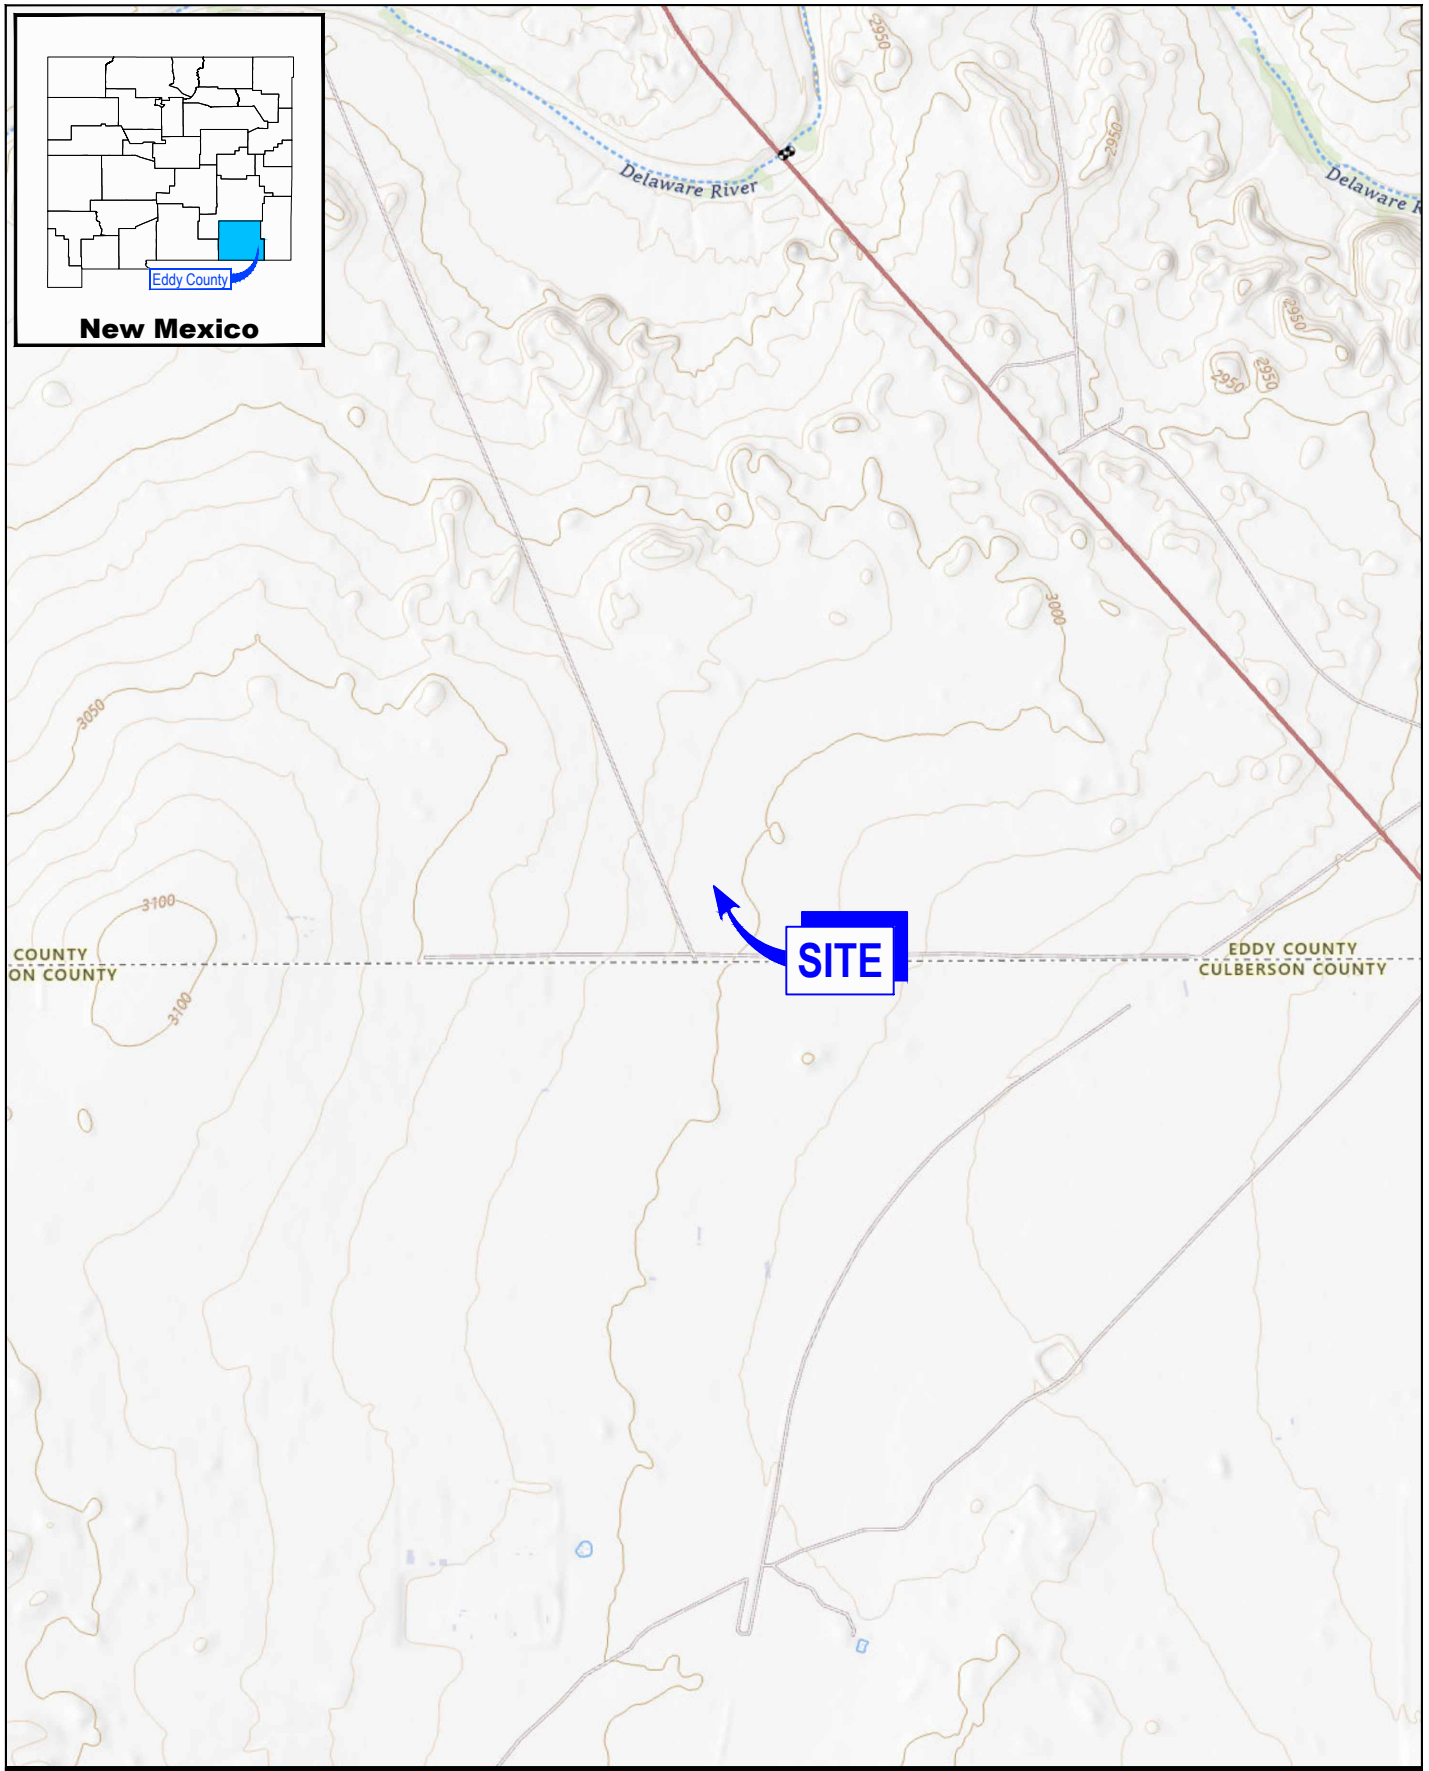 2950
Delaware River
2950
Delaware R
Eddy County
New Mexico
2950
2950
2950
3000
3050
3100
COUNTY
ON COUNTY
SITE
EDDY COUNTY
CULBERSON COUNTY
3100